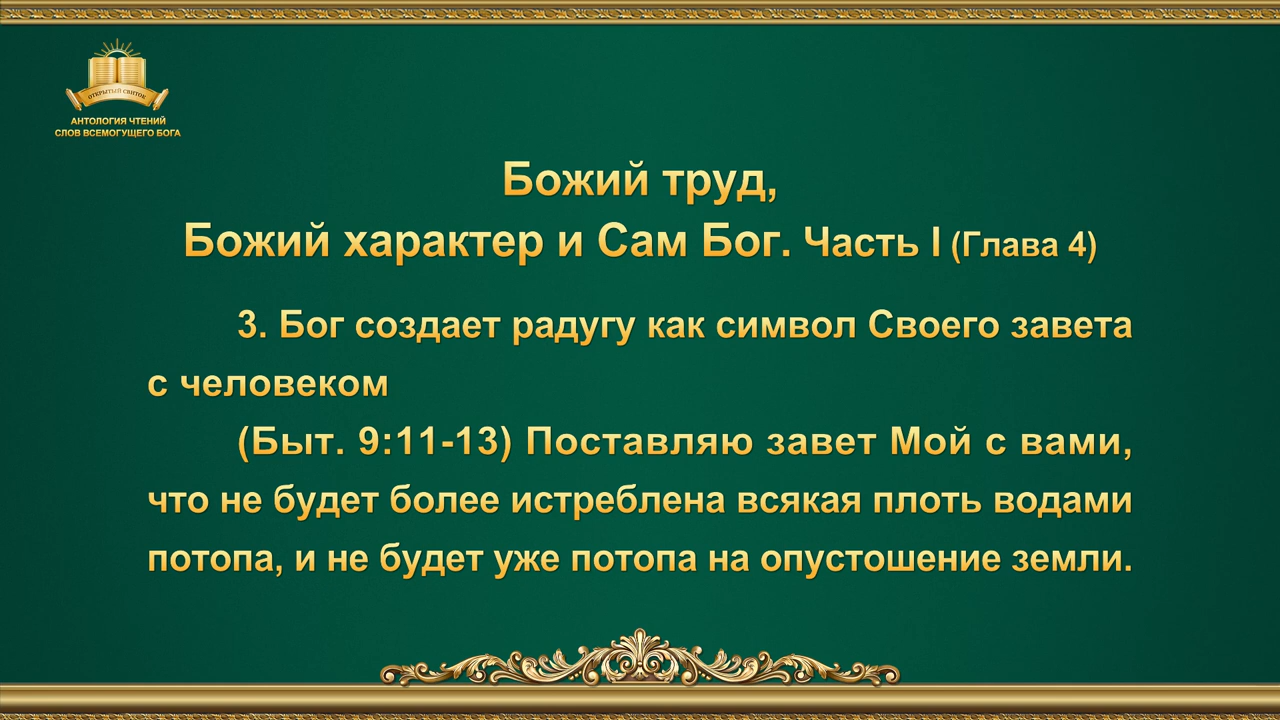 ОТКРЫТЫЙ СВИТОК
АНТОЛОГИЯ ЧТЕНИЙ
СЛОВ ВСЕМОГУЩЕГО БОГА
Божий труд,
Божий характер и Сам Бог. Часть I (Глава 4)
3. Бог создает радугу как символ Своего завета
с человеком
(Быт. 9:11-13) Поставляю завет Мой с вами,
что не будет более истреблена всякая плоть водами
потопа, и не будет уже потопа на опустошение земли.